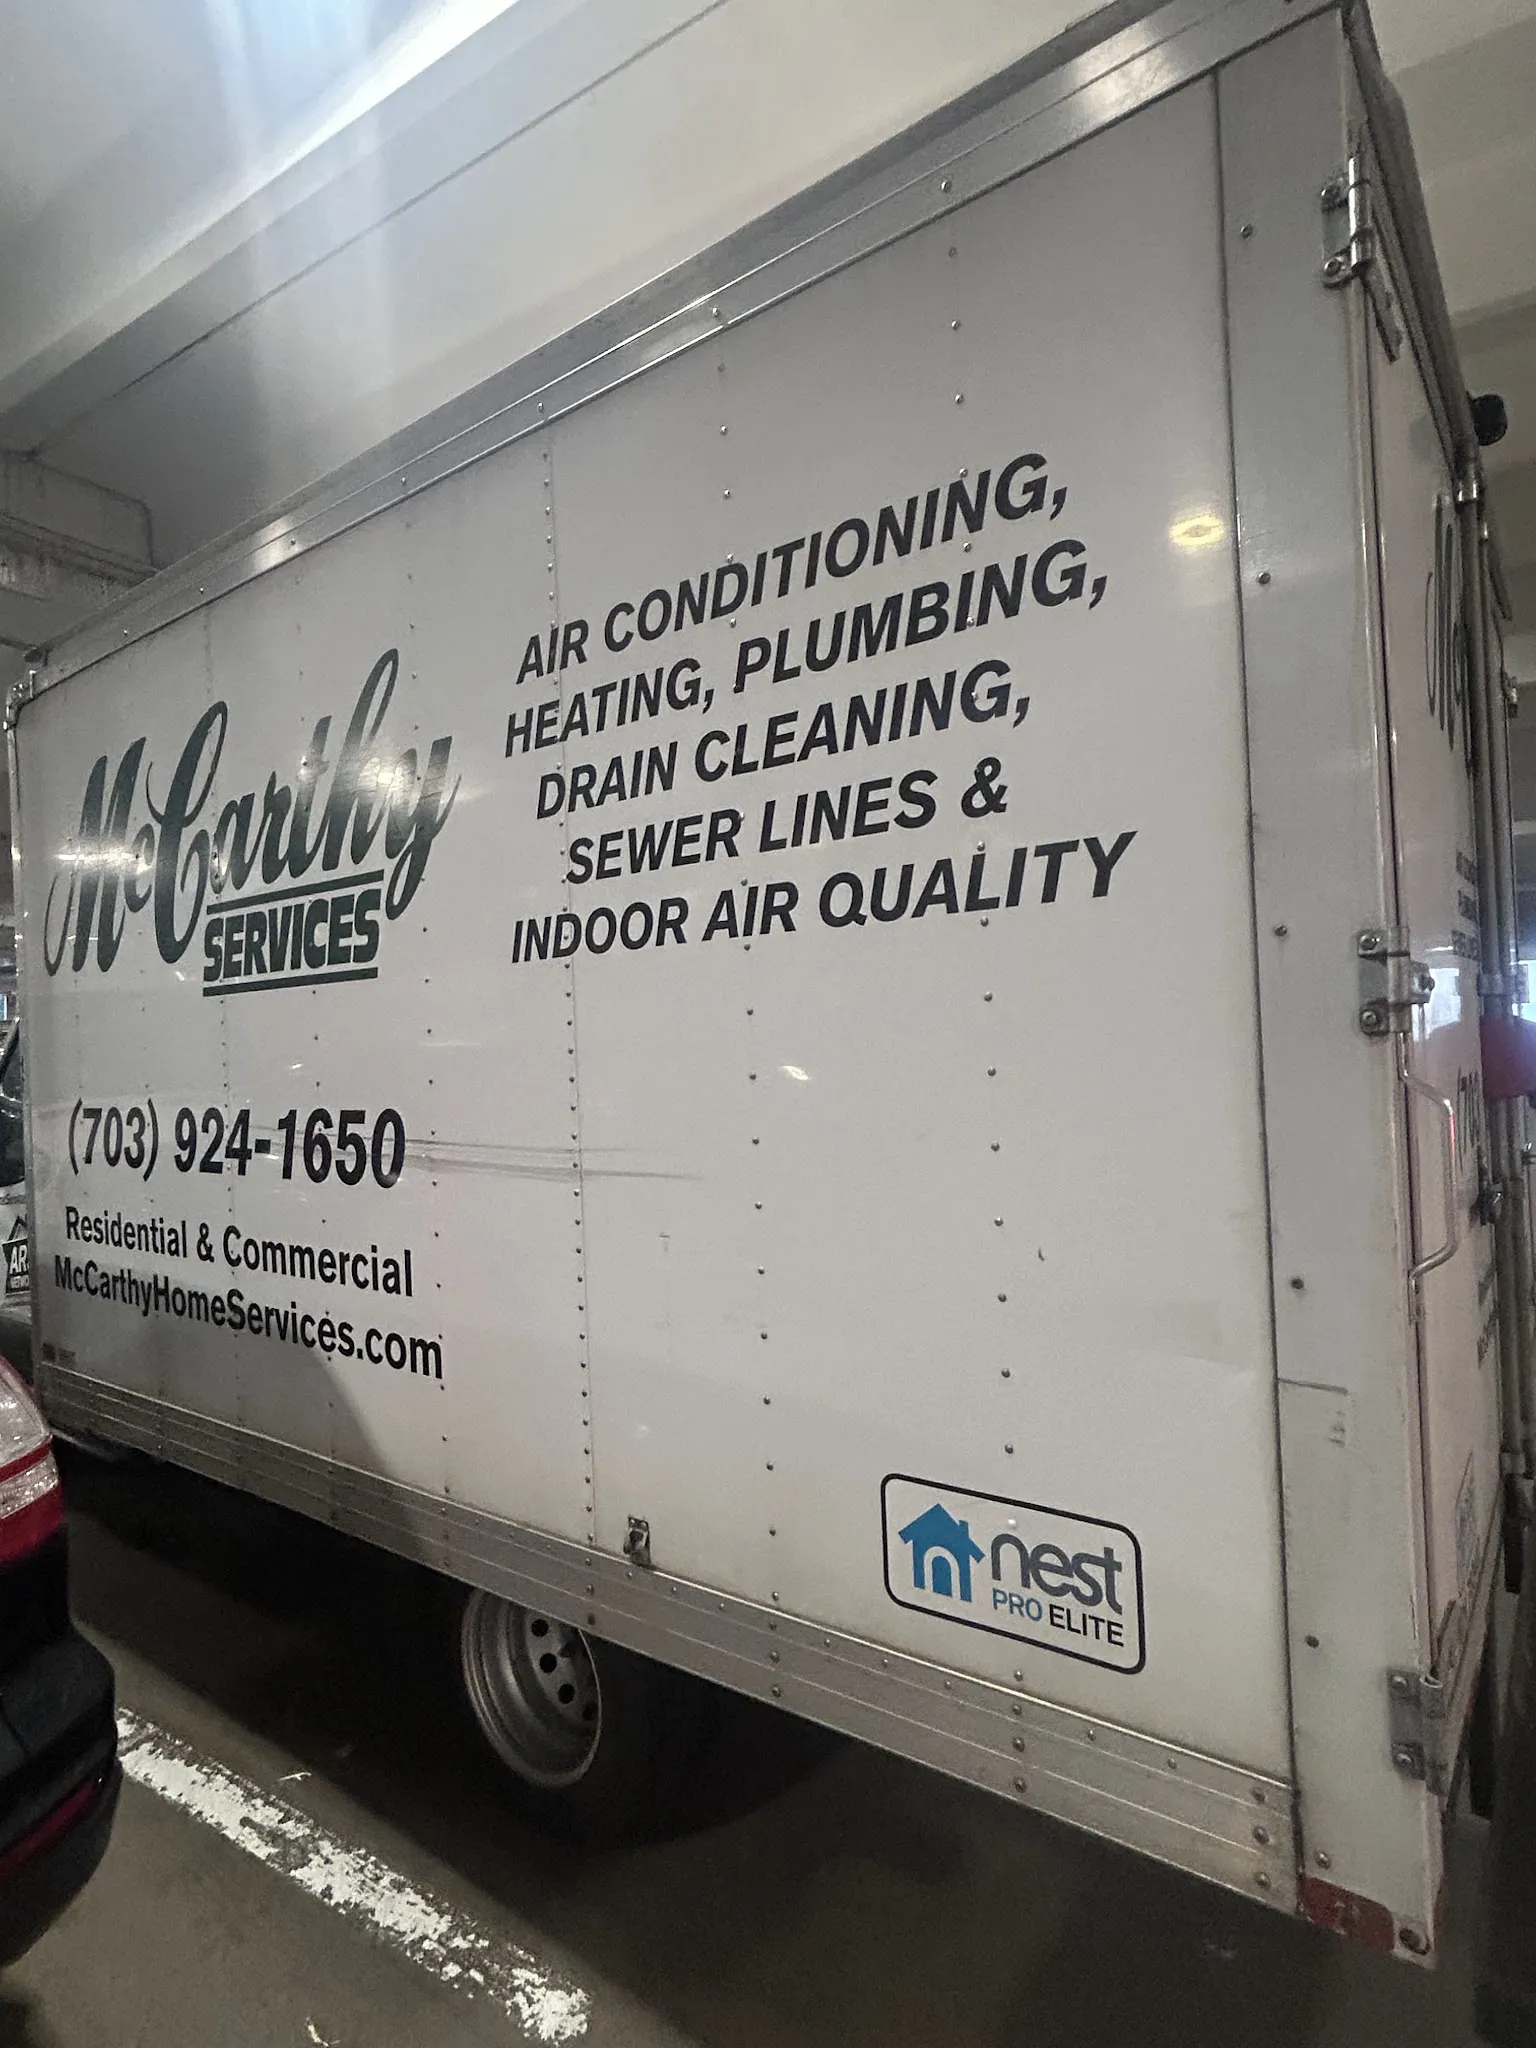 McCarthy
SERVICES
AIR CONDITIONING,
HEATING, PLUMBING,
DRAIN CLEANING,
SEWER LINES &
INDOOR AIR QUALITY
(703) 924-1650
Residential & Commercial
McCarthyHomeServices.com
nest
PRO ELITE